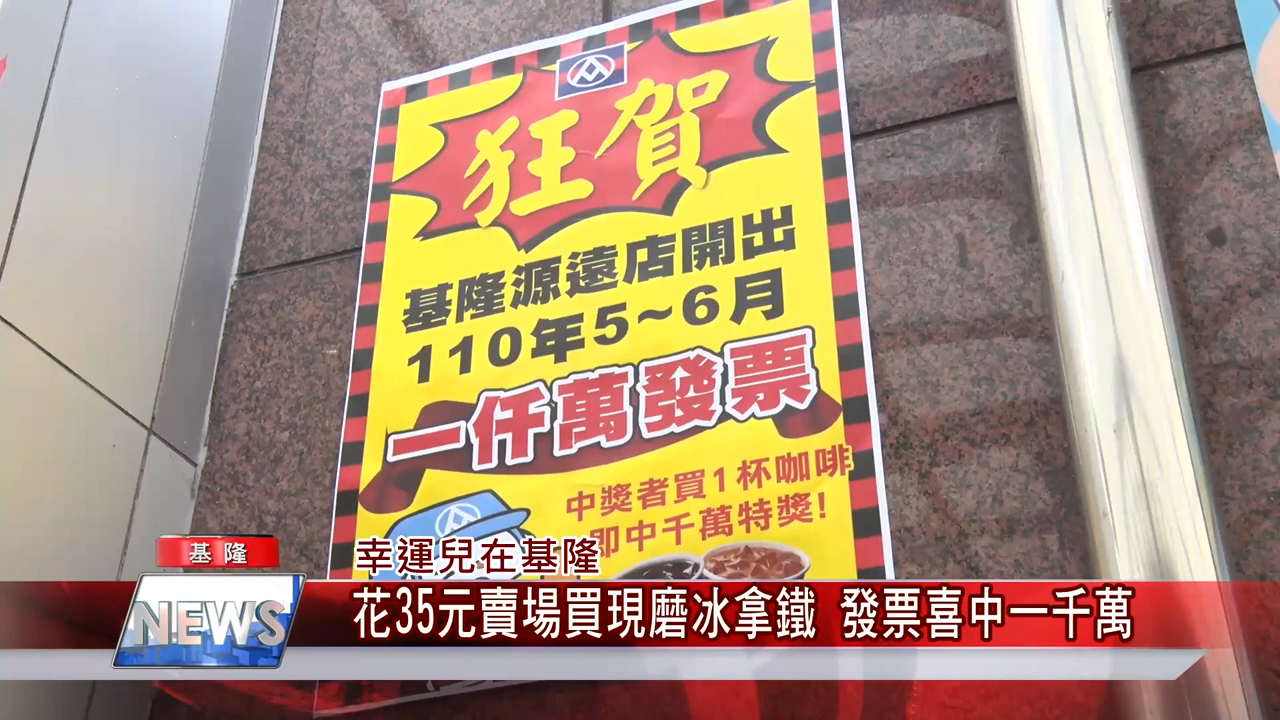 狂賀
基隆源遠店開出
110年5~6月
一仟萬發票
中獎者買1杯咖啡
即中千萬特獎!
基隆
NEWS
幸運兒在基隆
花35元賣場買現磨冰拿鐵 發票喜中一千萬